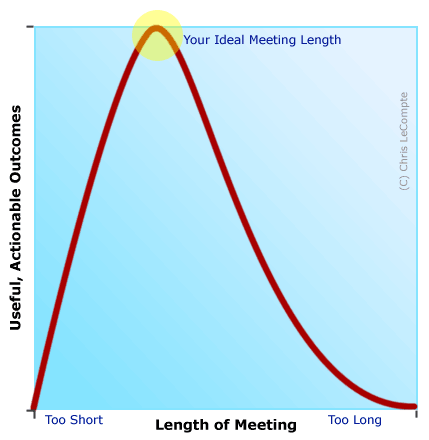 Your Ideal Meeting Length
(C) Chris LeCompte
Useful, Actionable Outcomes
Too Short
Length of Meeting
Too Long